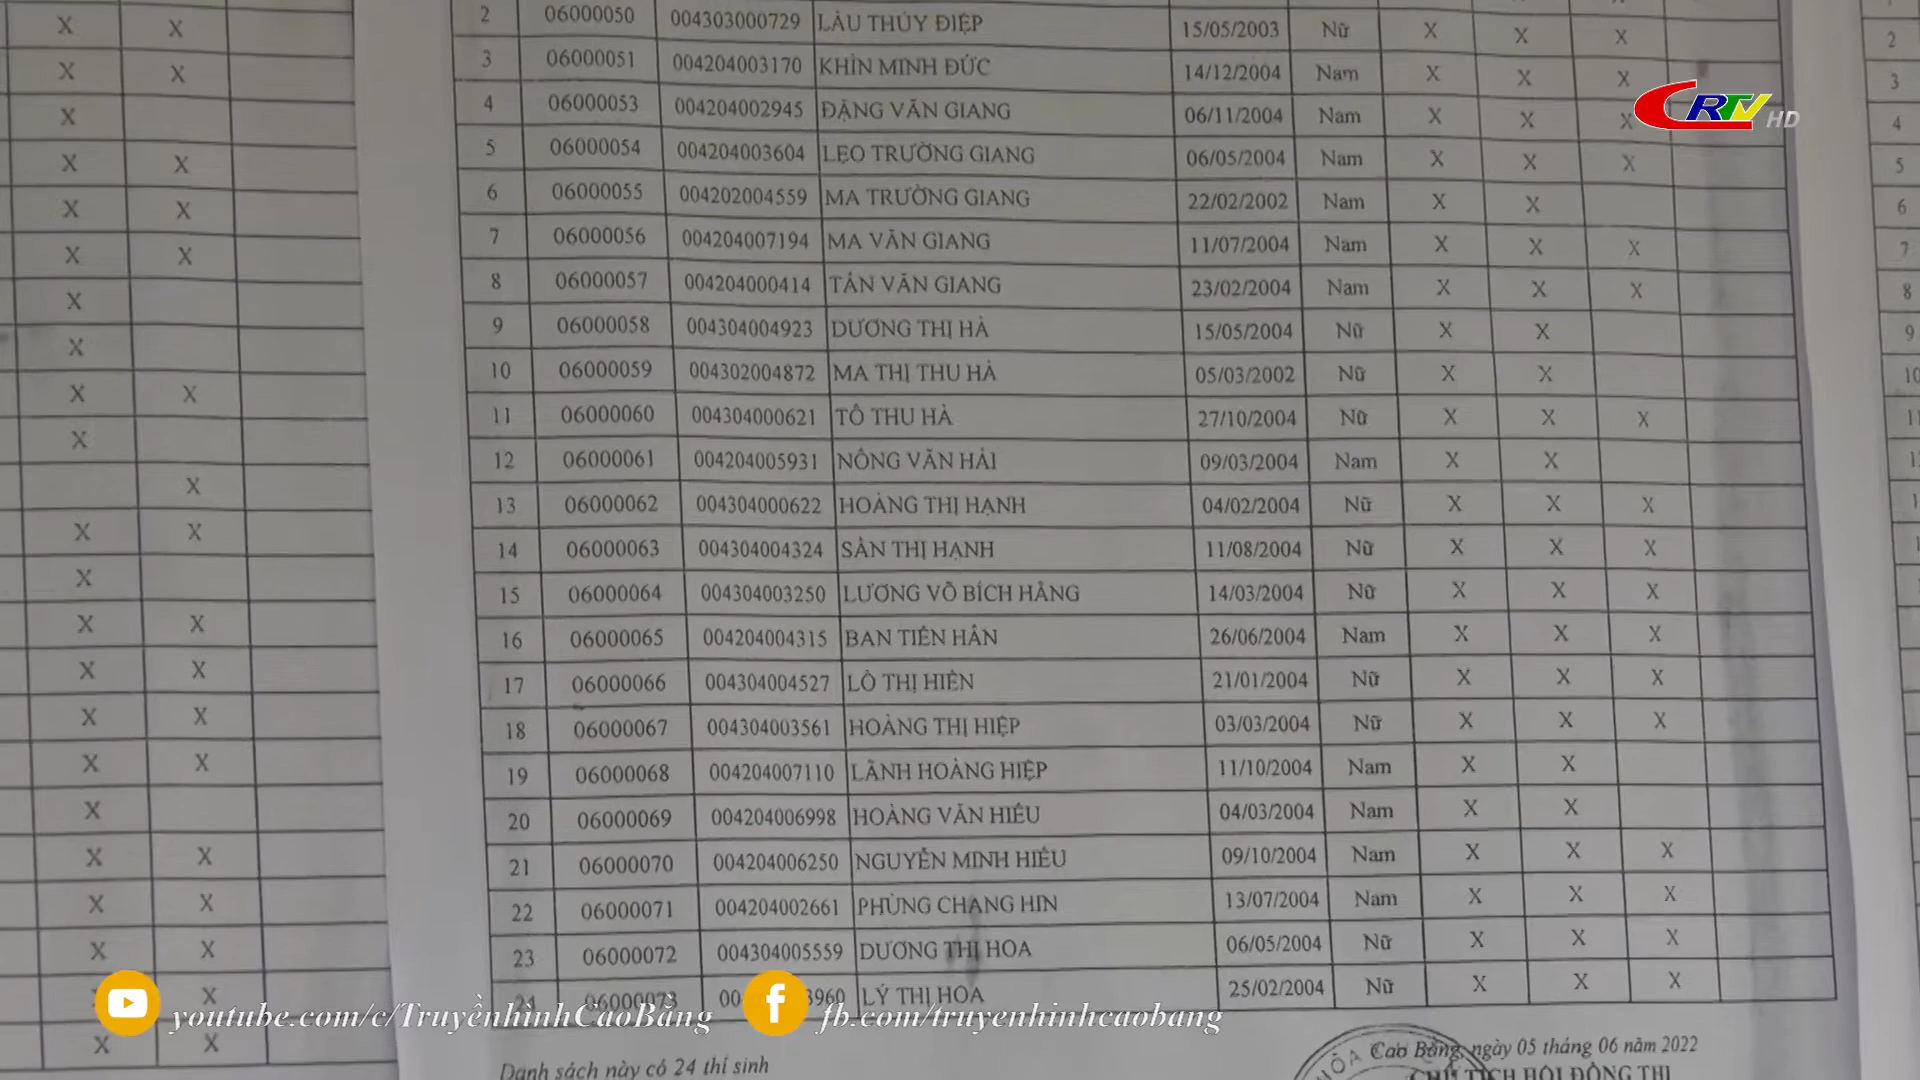 2 06000050 004303000729 LẦU THÚY ĐIỆP 15/05/2003 Nữ X X X
3 06000051 004204003170 KHÌN MINH ĐỨC 14/12/2004 Nam X X X
4 06000053 004204002945 ĐẶNG VĂN GIANG 06/11/2004 Nam X X X
5 06000054 004204003604 LẸO TRƯỜNG GIANG 06/05/2004 Nam X X X
6 06000055 004202004559 MA TRƯỜNG GIANG 22/02/2002 Nam X X
7 06000056 004204007194 MA VĂN GIANG 11/07/2004 Nam X X X
8 06000057 004204000414 TẨN VĂN GIANG 23/02/2004 Nam X X X
9 06000058 004304004923 DƯƠNG THỊ HÀ 15/05/2004 Nữ X X
10 06000059 004302004872 MA THỊ THU HÀ 05/03/2002 Nữ X X
11 06000060 004304000621 TÔ THU HÀ 27/10/2004 Nữ X X X
12 06000061 004204005931 NÔNG VĂN HẢI 09/03/2004 Nam X X
13 06000062 004304000622 HOÀNG THỊ HẠNH 04/02/2004 Nữ X X X
14 06000063 004304004324 SẦN THỊ HẠNH 11/08/2004 Nữ X X X
15 06000064 004304003250 LƯƠNG VÕ BÍCH HẰNG 14/03/2004 Nữ X X X
16 06000065 004204004315 BAN TIẾN HÂN 26/06/2004 Nam X X X
17 06000066 004304004527 LÒ THỊ HIỀN 21/01/2004 Nữ X X X
18 06000067 004304003561 HOÀNG THỊ HIỆP 03/03/2004 Nữ X X X
19 06000068 004204007110 LÃNH HOÀNG HIỆP 11/10/2004 Nam X X
20 06000069 004204006998 HOÀNG VĂN HIẾU 04/03/2004 Nam X X
21 06000070 004204006250 NGUYỄN MINH HIẾU 09/10/2004 Nam X X X
22 06000071 004204002661 PHÙNG CHANG HIN 13/07/2004 Nam X X X
23 06000072 004304005559 DƯƠNG THỊ HOA 06/05/2004 Nữ X X X
24 06000073 LÝ THỊ HOA 25/02/2004 Nữ X X X
Danh sách này có 24 thí sinh
Cao Bằng, ngày 05 tháng 06 năm 2022
CHỦ TỊCH HỘI ĐỒNG THI
CRTV HD
youtube.com/c/TruyềnhìnhCaoBằng
fb.com/truyenhinhcaobang